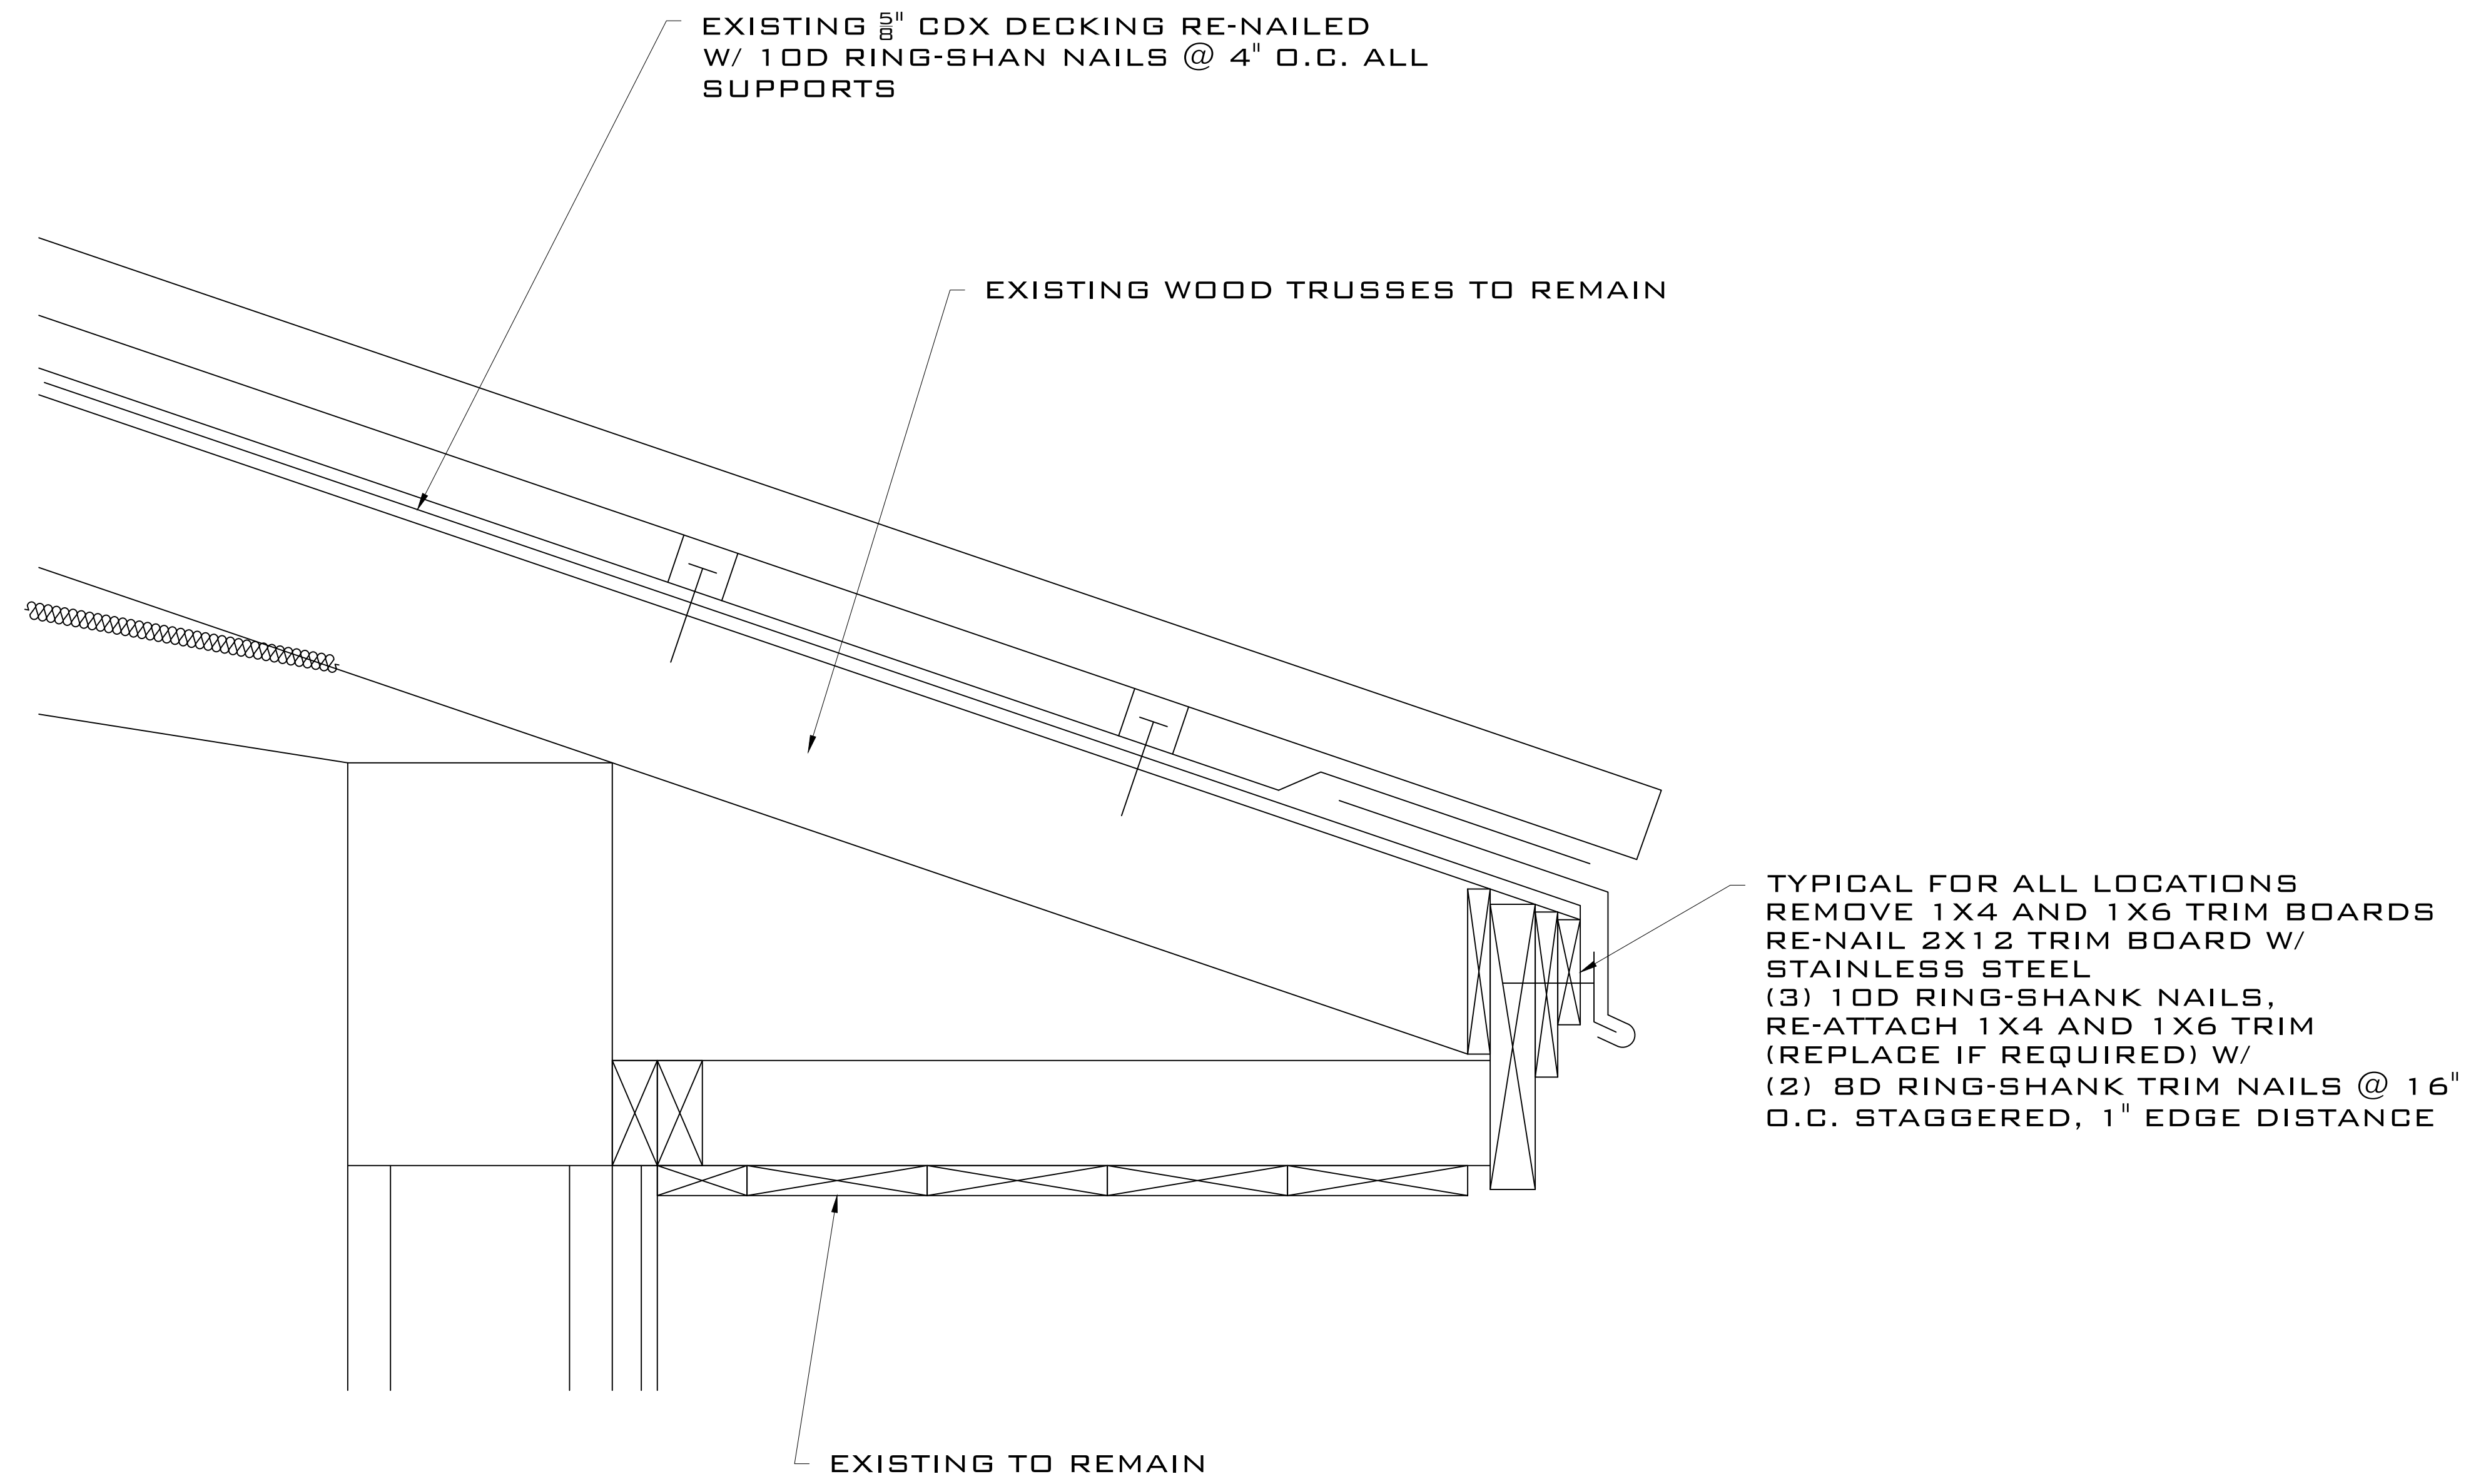 EXISTING 5/8" CDX DECKING RE-NAILED
W/ 10D RING-SHAN NAILS @ 4" O.C. ALL
SUPPORTS
EXISTING WOOD TRUSSES TO REMAIN
TYPICAL FOR ALL LOCATIONS
REMOVE 1X4 AND 1X6 TRIM BOARDS
RE-NAIL 2X12 TRIM BOARD W/
STAINLESS STEEL
(3) 10D RING-SHANK NAILS,
RE-ATTACH 1X4 AND 1X6 TRIM
(REPLACE IF REQUIRED) W/
(2) 8D RING-SHANK TRIM NAILS @ 16"
O.C. STAGGERED, 1" EDGE DISTANCE
EXISTING TO REMAIN